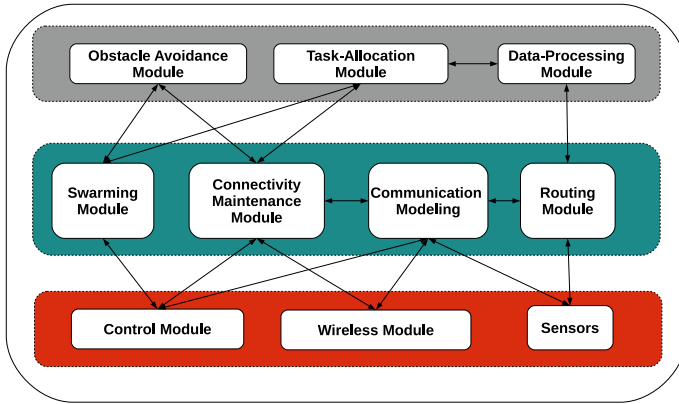 Obstacle Avoidance
Module
Task-Allocation
Module
Data-Processing
Module
Swarming
Module
Connectivity
Maintenance
Module
Communication
Modeling
Routing
Module
Control Module
Wireless Module
Sensors